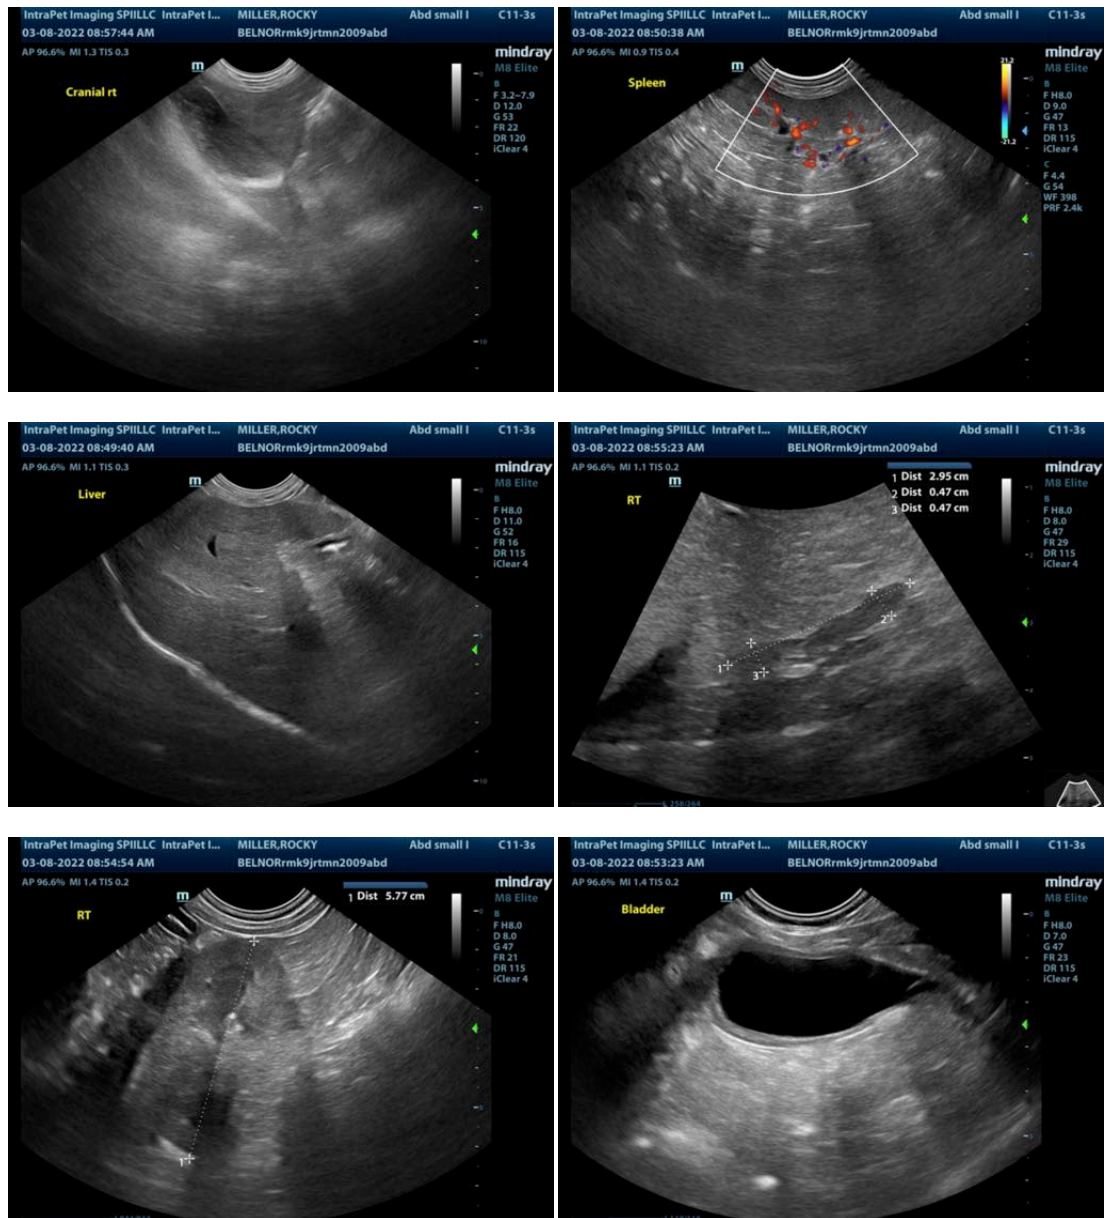 IntraPet Imaging SPIILLC IntraPet I... MILLER,ROCKY Abd small I C11-3s
03-08-2022 08:57:44 AM BELNORrmk9jrtmn2009abd
AP 96.6% MI 1.3 TIS 0.3
mindray
M8 Elite
m
Cranial rt
B
F 3.2-7.9
D 12.0
G 53
FR 22
DR 120
iClear 4
0
5
10
IntraPet Imaging SPIILLC IntraPet I... MILLER,ROCKY Abd small I C11-3s
03-08-2022 08:50:38 AM BELNORrmk9jrtmn2009abd
AP 96.6% MI 0.9 TIS 0.4
mindray
M8 Elite
m
Spleen
21.2
-21.2
B
F H8.0
D 9.0
G 47
FR 13
DR 115
iClear 4
C
F 4.4
G 54
WF 398
PRF 2.4k
IntraPet Imaging SPIILLC IntraPet I... MILLER,ROCKY Abd small I C11-3s
03-08-2022 08:49:40 AM BELNORrmk9jrtmn2009abd
AP 96.6% MI 1.1 TIS 0.3
mindray
M8 Elite
m
Liver
B
F H8.0
D 11.0
G 52
FR 16
DR 115
iClear 4
5
10
IntraPet Imaging SPIILLC IntraPet I... MILLER,ROCKY Abd small I C11-3s
03-08-2022 08:55:23 AM BELNORrmk9jrtmn2009abd
AP 96.6% MI 1.1 TIS 0.2
mindray
M8 Elite
m
RT
1 Dist 2.95 cm
2 Dist 0.47 cm
3 Dist 0.47 cm
B
F H8.0
D 8.0
G 47
FR 29
DR 115
iClear 4
2
1
3
IntraPet Imaging SPIILLC IntraPet I... MILLER,ROCKY Abd small I C11-3s
03-08-2022 08:54:54 AM BELNORrmk9jrtmn2009abd
AP 96.6% MI 1.4 TIS 0.2
mindray
M8 Elite
m
RT
1 Dist 5.77 cm
B
F H8.0
D 8.0
G 47
FR 21
DR 115
iClear 4
1
IntraPet Imaging SPIILLC IntraPet I... MILLER,ROCKY Abd small I C11-3s
03-08-2022 08:53:23 AM BELNORrmk9jrtmn2009abd
AP 96.6% MI 1.4 TIS 0.2
mindray
M8 Elite
m
Bladder
B
F H8.0
D 7.0
G 47
FR 23
DR 115
iClear 4